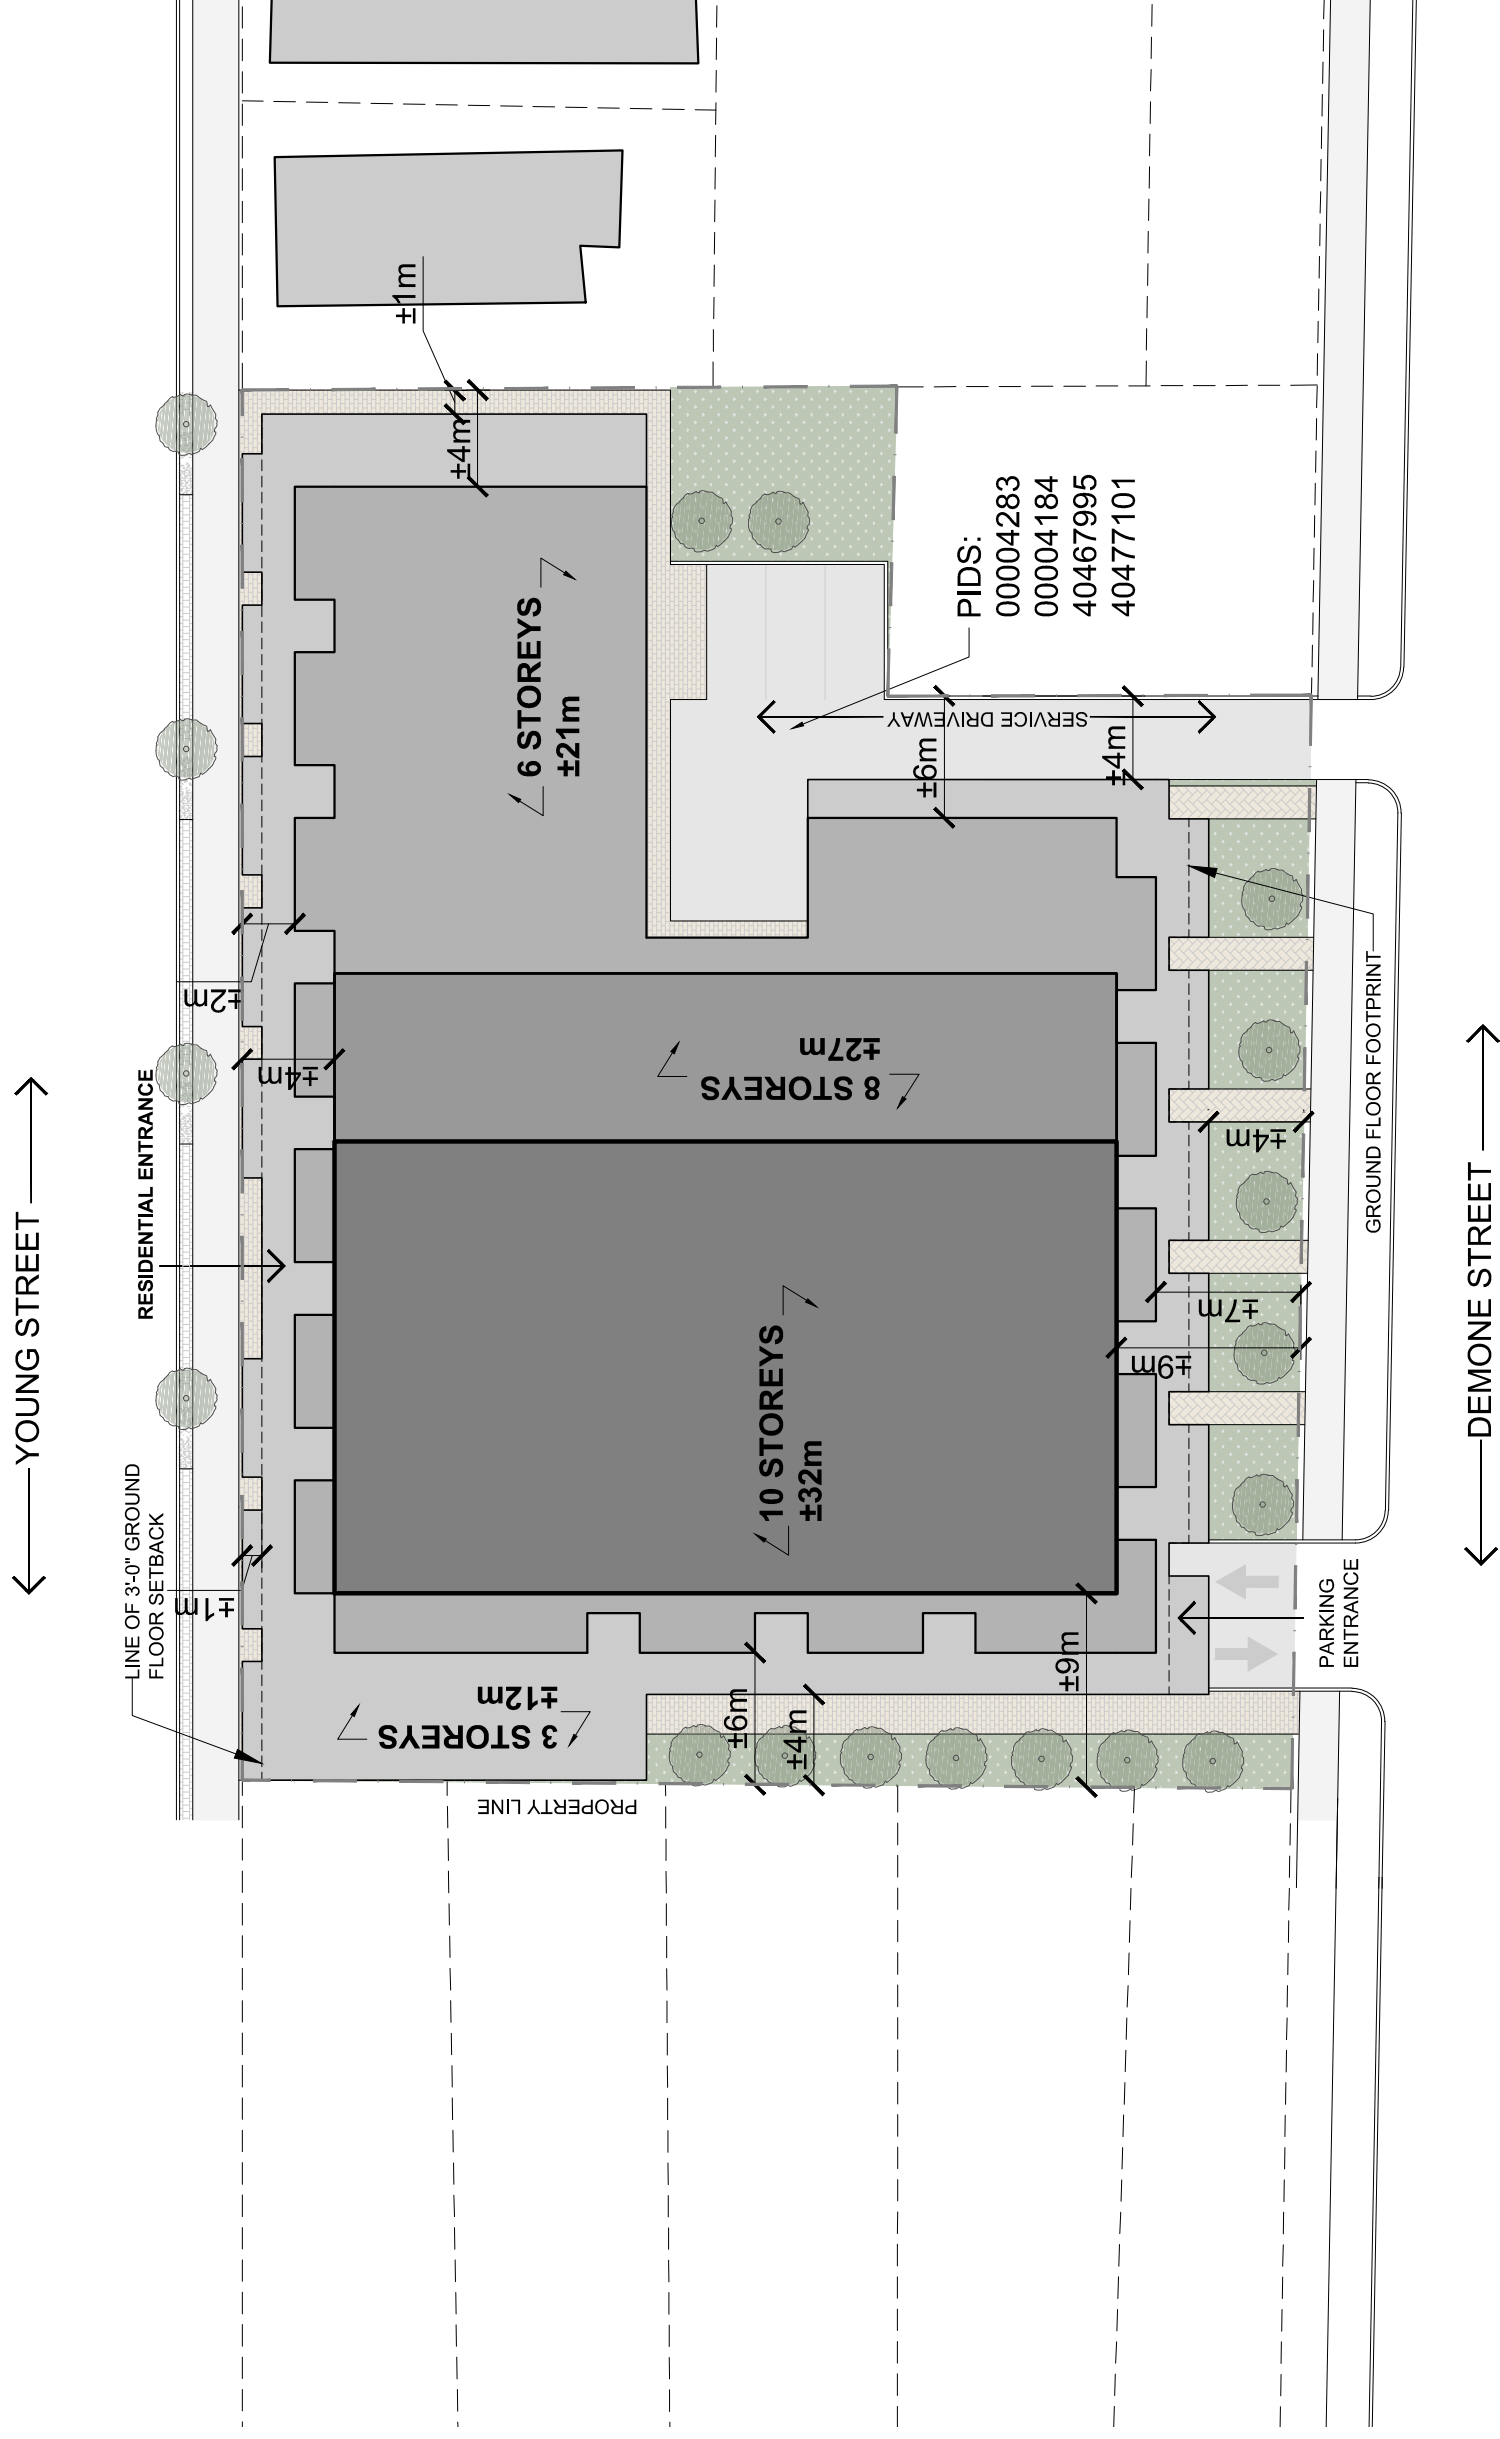 ±1m
±4m
PIDS:
00004283
00004184
40467995
40477101
6 STOREYS
±21m
SERVICE DRIVEWAY
±6m
±4m
±2m
±4m
±27m
8 STOREYS
RESIDENTIAL ENTRANCE
YOUNG STREET
GROUND FLOOR FOOTPRINT
DEMONE STREET
±4m
±7m
±9m
10 STOREYS
±32m
LINE OF 3'-0" GROUND
FLOOR SETBACK
±1m
PARKING
ENTRANCE
±12m
3 STOREYS
±6m
±4m
±9m
PROPERTY LINE